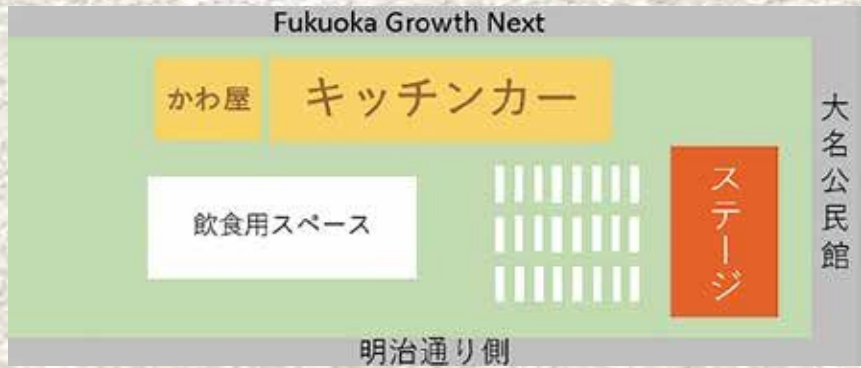 Fukuoka Growth Next
かわ屋
キッチンカー
飲食用スペース
ステージ
大名公民館
明治通り側